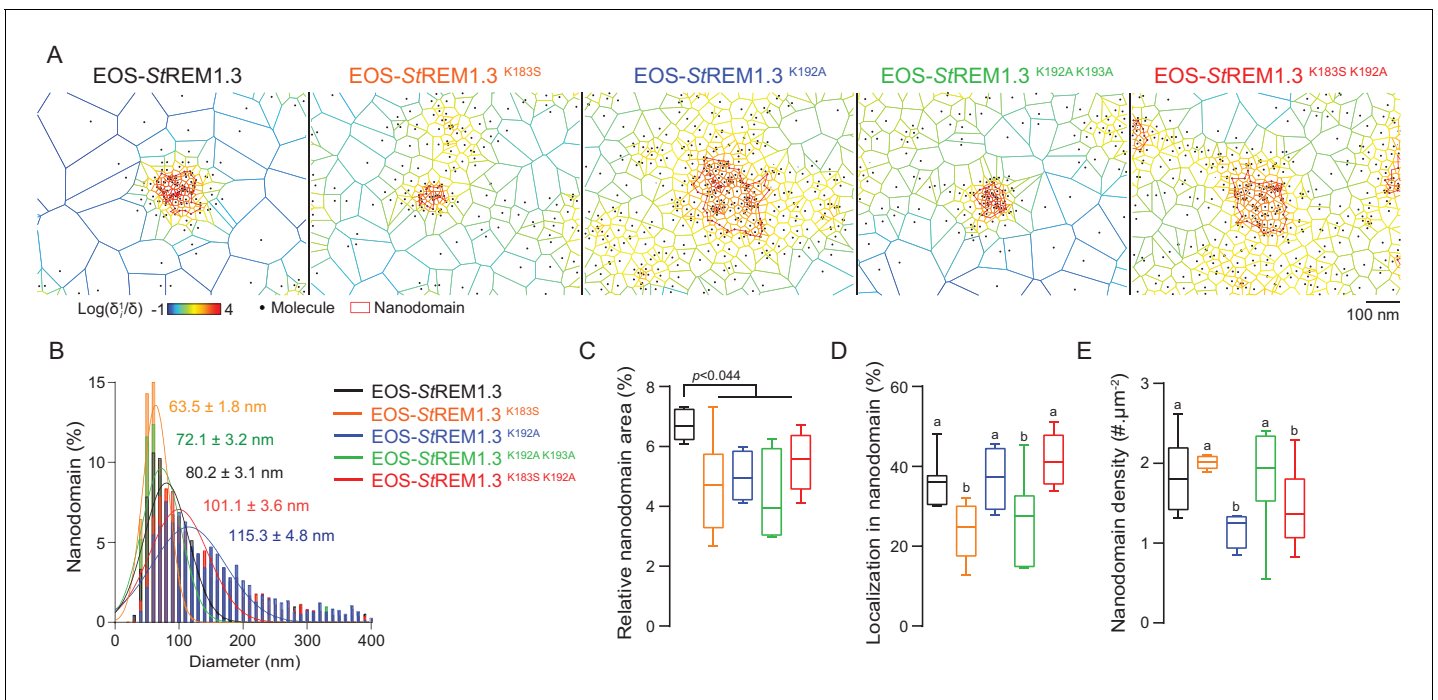 A
EOS-StREM1.3
EOS-StREM1.3 K183S
EOS-StREM1.3 K192A
EOS-StREM1.3 K192A K193A
EOS-StREM1.3 K183S K192A
Log(δ¹ᵢ/δ) -1 4 • Molecule Nanodomain
100 nm
B
Nanodomain (%)
15
10
5
0
0 100 200 300 400
Diameter (nm)
63.5 ± 1.8 nm
72.1 ± 3.2 nm
80.2 ± 3.1 nm
101.1 ± 3.6 nm
115.3 ± 4.8 nm
EOS-StREM1.3
EOS-StREM1.3 K183S
EOS-StREM1.3 K192A
EOS-StREM1.3 K192A K193A
EOS-StREM1.3 K183S K192A
C
Relative nanodomain area (%)
8
6
4
2
0
p<0.044
D
Localization in nanodomain (%)
60
40
20
0
a b a b a
E
Nanodomain density (#.µm⁻²)
3
2
1
0
a a b a b